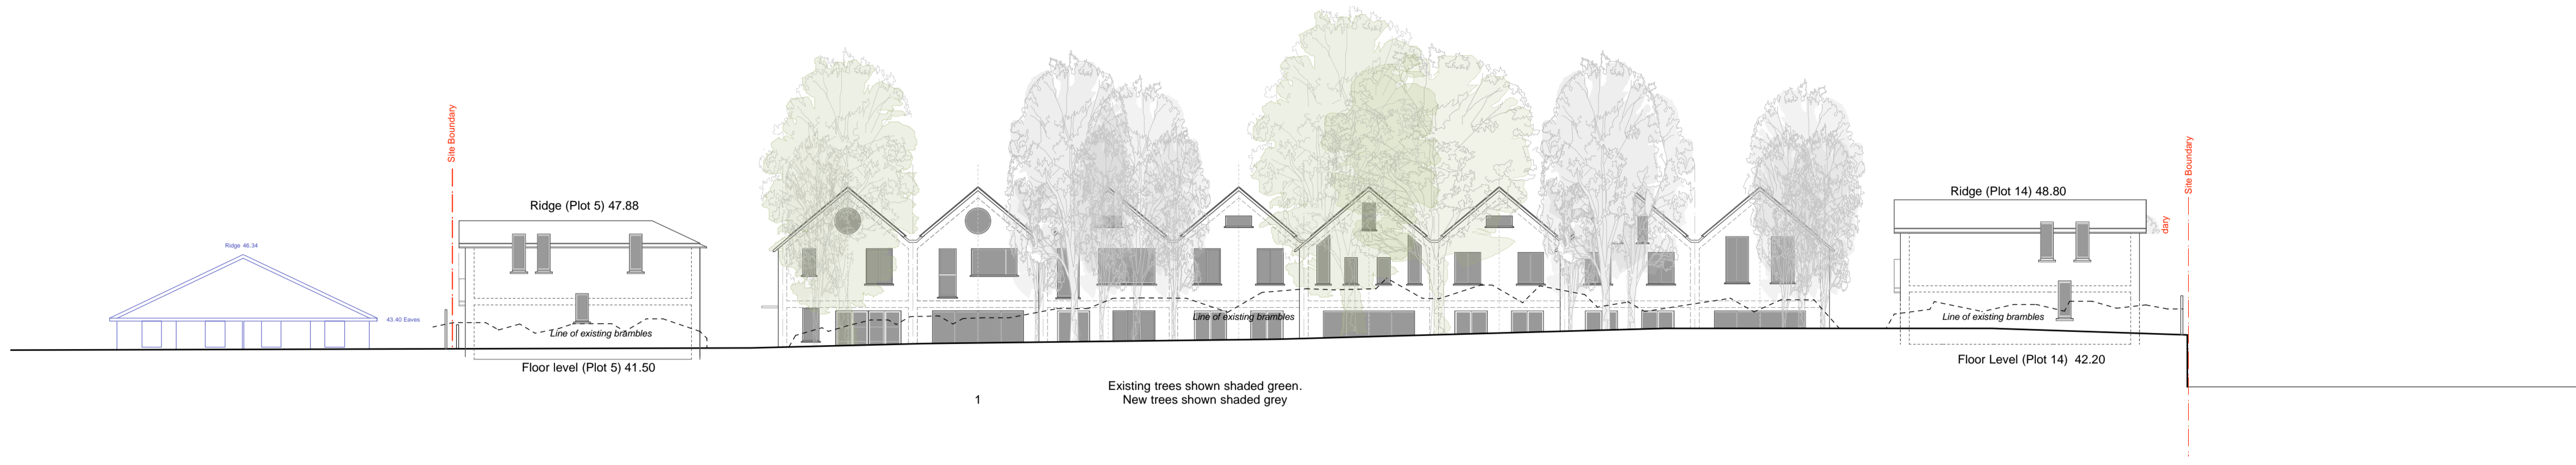 Site Boundary
Site Boundary
Ridge (Plot 14) 48.80
Ridge (Plot 5) 47.88
dary
Ridge 46.34
43.40 Eaves
Line of existing brambles
Line of existing brambles
Line of existing brambles
Floor level (Plot 5) 41.50
Floor Level (Plot 14) 42.20
Existing trees shown shaded green.
1
New trees shown shaded grey